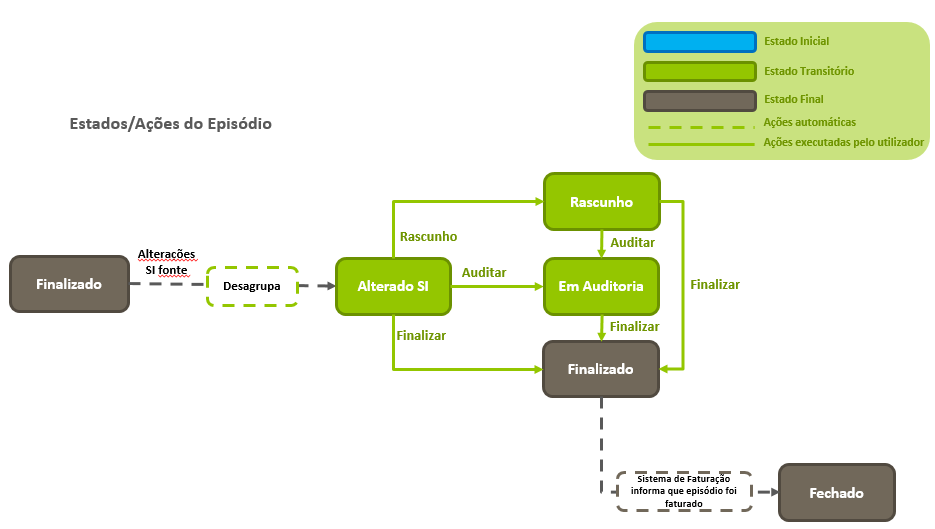 Estado Inicial
Estado Transitório
Estado Final
Ações automáticas
Ações executadas pelo utilizador
Estados/Ações do Episódio
Rascunho
Rascunho
Auditar
Alterações
SI fonte
Finalizado
Desagrupa
Alterado SI
Auditar
Em Auditoria
Finalizar
Finalizar
Finalizar
Finalizado
Sistema de Faturação
informa que episódio foi
faturado
Fechado